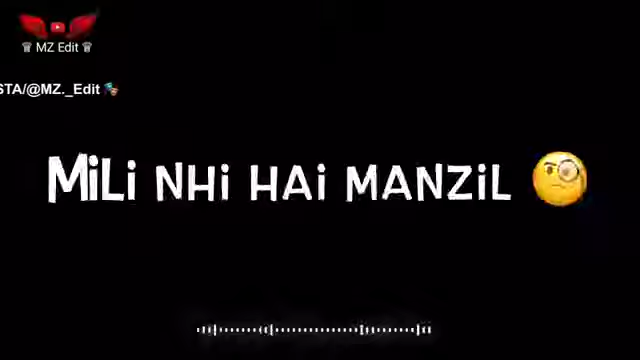 ♕ MZ Edit ♕
STA/@MZ._Edit 🎭
MiLi NHi HAi MANZiL 🧐